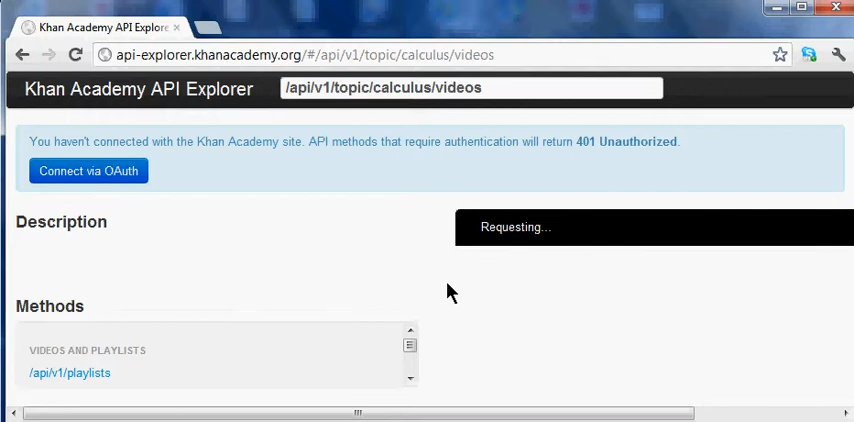 Khan Academy API Explore
api-explorer.khanacademy.org/#/api/v1/topic/calculus/videos
Khan Academy API Explorer
/api/v1/topic/calculus/videos
You haven't connected with the Khan Academy site. API methods that require authentication will return 401 Unauthorized.
Connect via OAuth
Description
Requesting...
Methods
VIDEOS AND PLAYLISTS
/api/v1/playlists